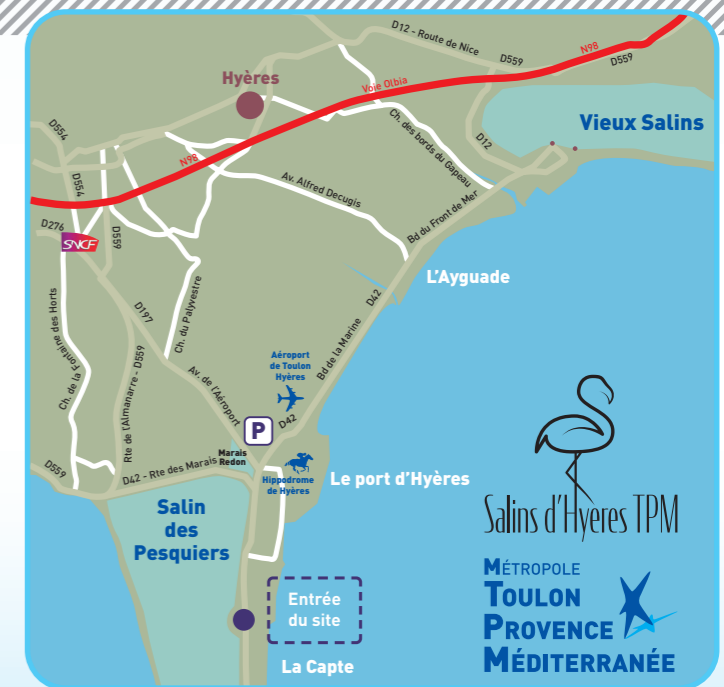 D12 - Route de Nice
D559
N98
D559
Hyères
Voie Olbia
Vieux Salins
D554
Ch. des bords du Gapeau
D12
N98
D554
Av. Alfred Decugis
Bd du Front de Mer
D276
SNCF
D559
L'Ayguade
Ch. de la Fontaine des Horts
D197
Ch. du Palyvestre
D42
Bd de la Marine
Aéroport
de Toulon
Hyères
Rte de l'Almanarre - D559
Av. de l'Aéroport
P
D42
Marais
Redon
D559
D42 - Rte des Marais
Hippodrome
de Hyères
Le port d'Hyères
Salin
des
Pesquiers
Salins d'Hyères TPM
MÉTROPOLE
TOULON
PROVENCE
MÉDITERRANÉE
Entrée
du site
La Capte